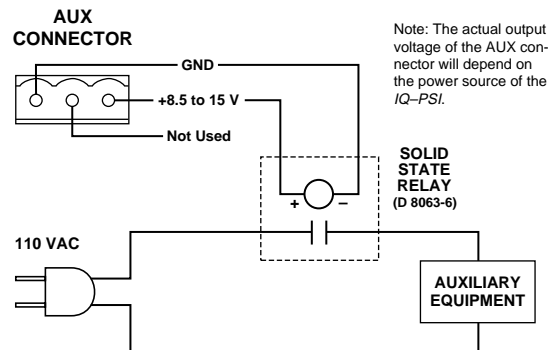 AUX
CONNECTOR
Note: The actual output
voltage of the AUX con-
nector will depend on
the power source of the
IQ–PSI.
GND
+8.5 to 15 V
Not Used
SOLID
STATE
RELAY
(D 8063-6)
+ –
110 VAC
AUXILIARY
EQUIPMENT